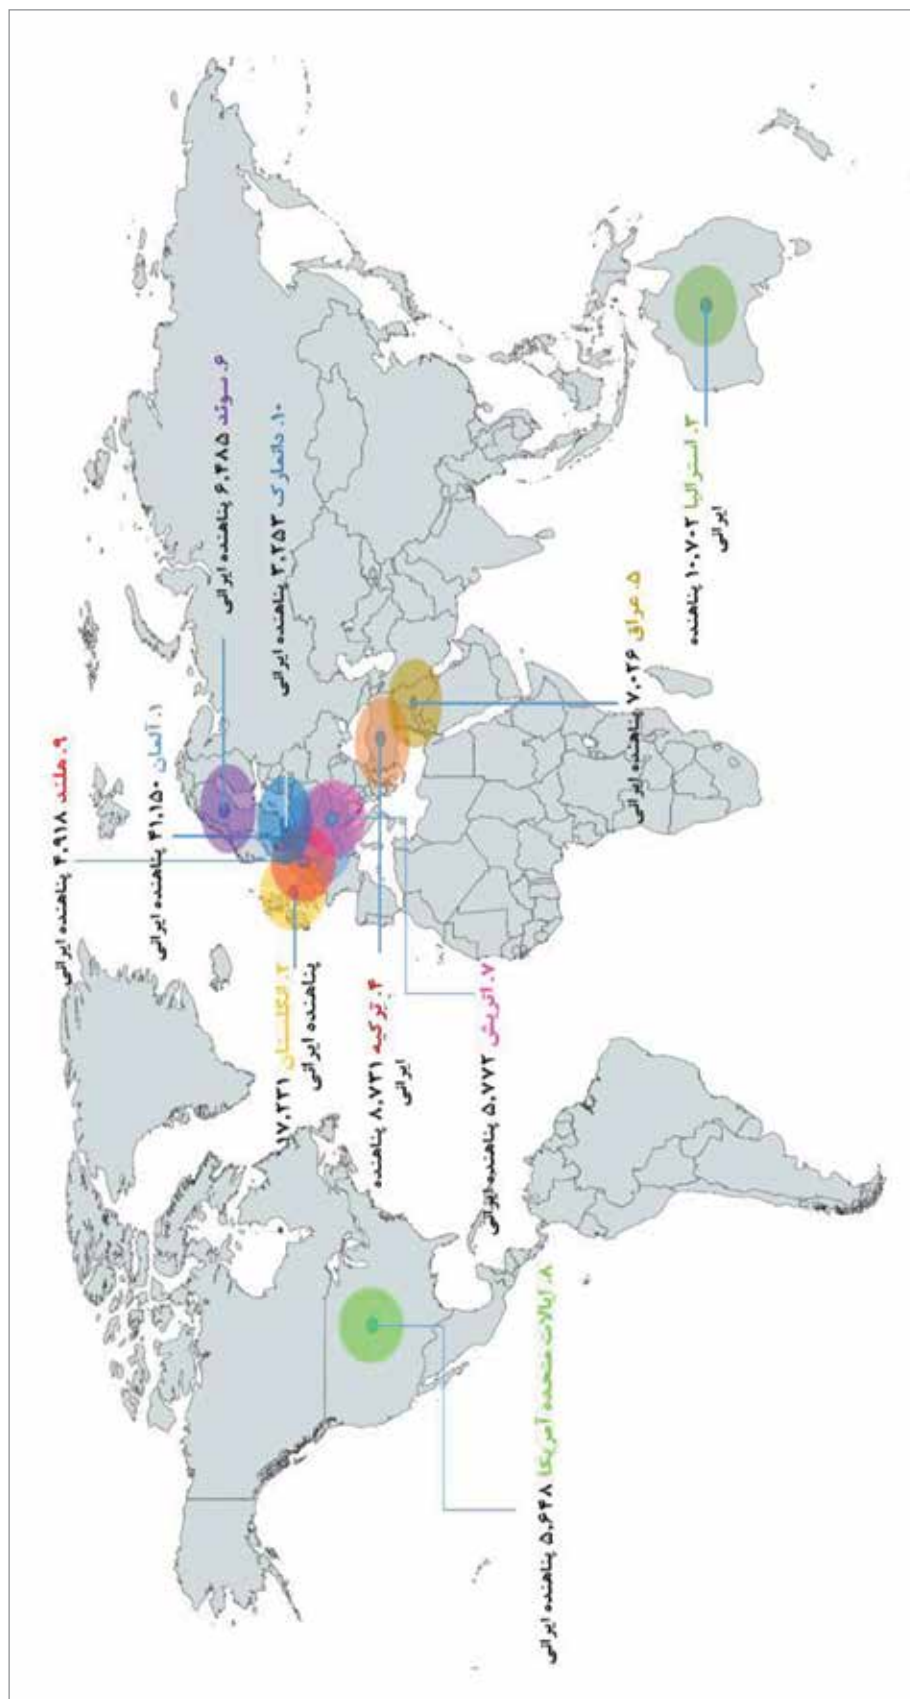 ۹. هلند ۴.۹۱۸ پناهنده ایرانی
۱. آلمان ۴۱.۱۵۰ پناهنده ایرانی
۶. سوئد ۶.۳۸۵ پناهنده ایرانی
۱۰. دانمارک ۳.۲۵۳ پناهنده ایرانی
۲. انگلستان ۱۷.۲۳۱
پناهنده ایرانی
۴. ترکیه ۸.۷۳۱ پناهنده
ایرانی
۷. اتریش ۵.۷۷۲ پناهنده ایرانی
۸. ایالات متحده آمریکا ۵.۶۴۸ پناهنده ایرانی
۵. عراق ۷.۰۲۶ پناهنده ایرانی
۳. استرالیا ۱۰.۷۰۲ پناهنده
ایرانی